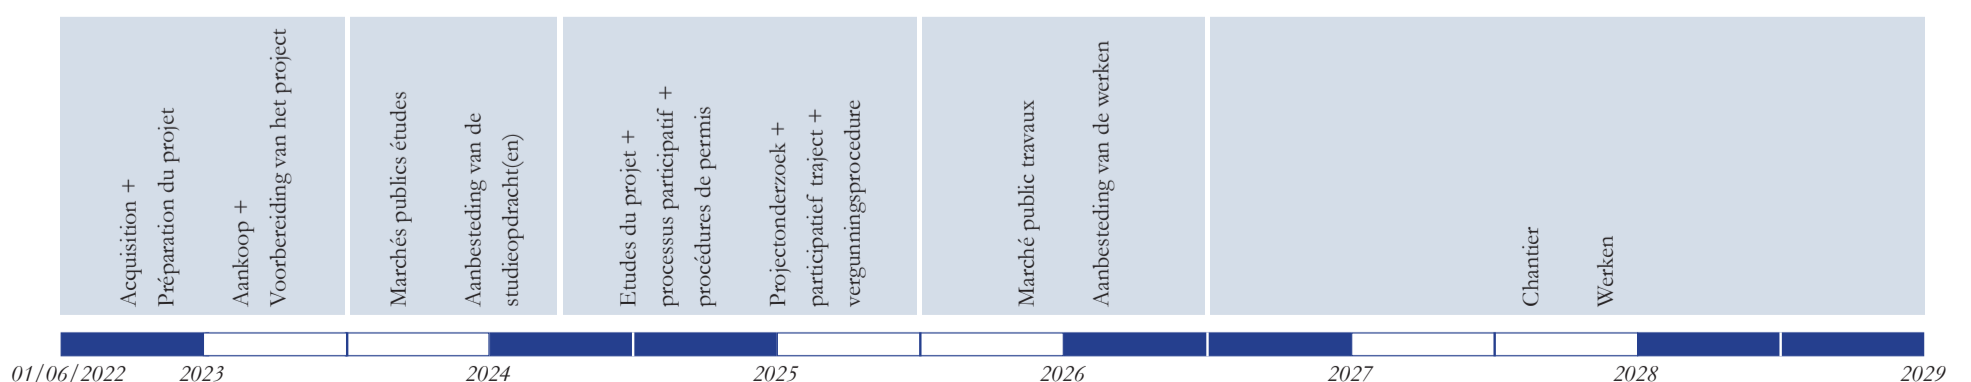 Acquisition +
Préparation du projet
Aankoop +
Voorbereiding van het project
Marchés publics études
Aanbesteding van de
studieopdracht(en)
Etudes du projet +
processus participatif +
procédures de permis
Projectonderzoek +
participatief traject +
vergunningsprocedure
Marché public travaux
Aanbesteding van de werken
Chantier
Werken
01/06/2022 2023 2024 2025 2026 2027 2028 2029